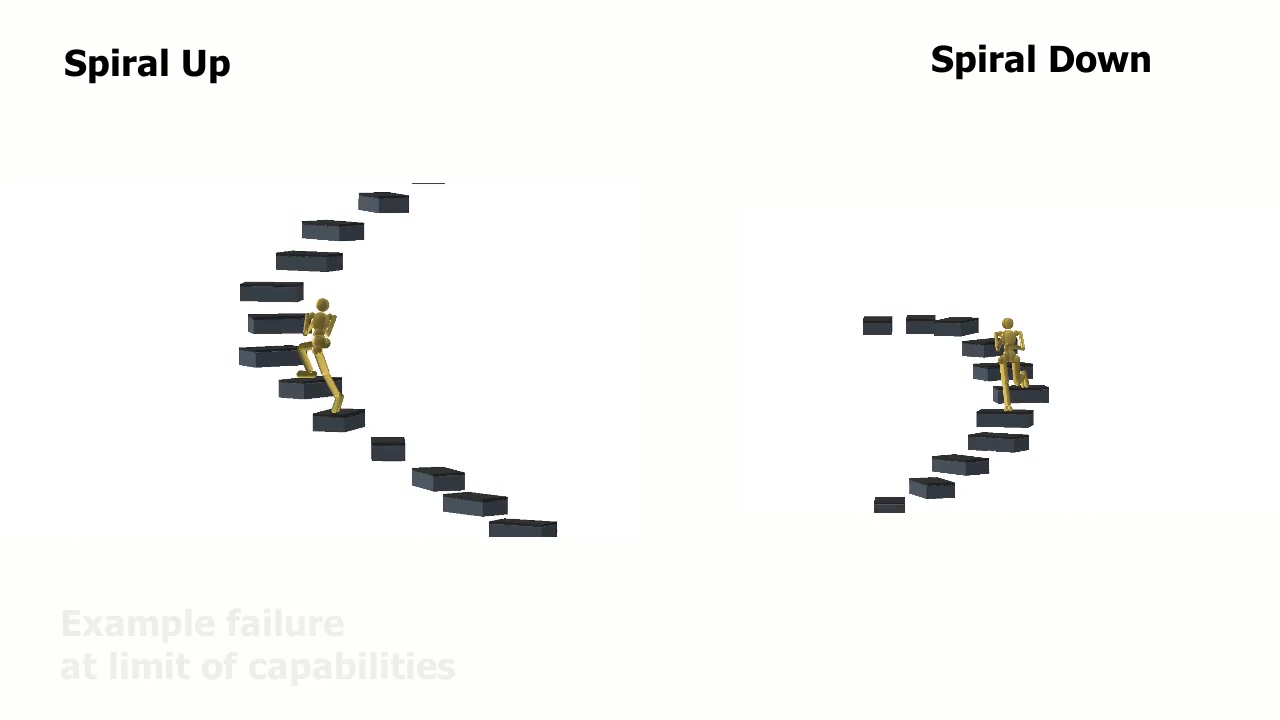 Spiral Up
Spiral Down
Example failure
at limit of capabilities